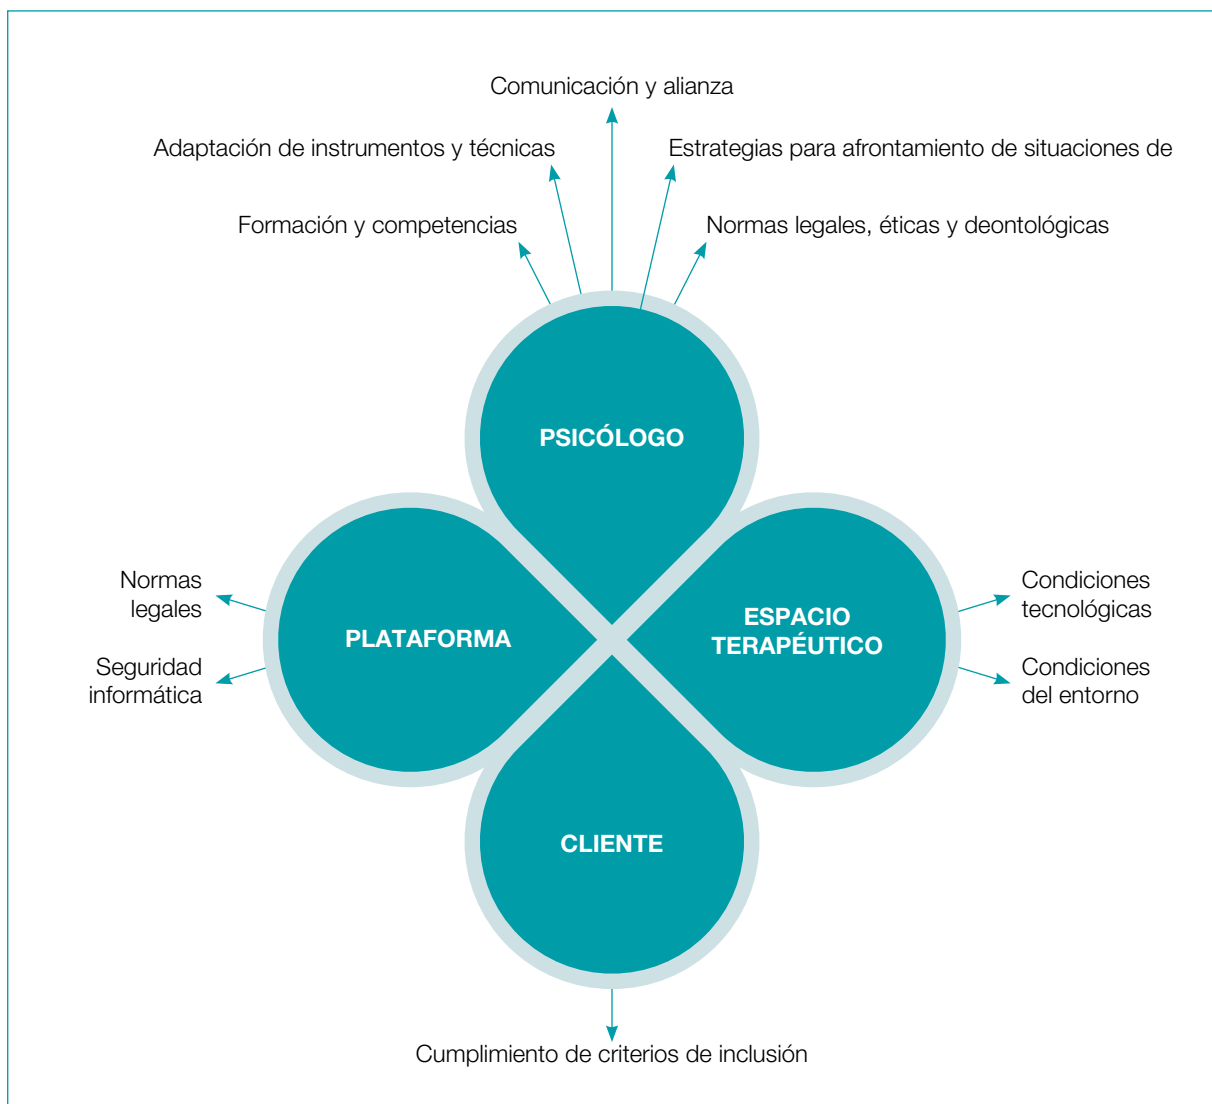 Comunicación y alianza
Adaptación de instrumentos y técnicas
Estrategias para afrontamiento de situaciones de
Formación y competencias
Normas legales, éticas y deontológicas
PSICÓLOGO
Normas
legales
Seguridad
informática
PLATAFORMA
ESPACIO
TERAPÉUTICO
Condiciones
tecnológicas
Condiciones
del entorno
CLIENTE
Cumplimiento de criterios de inclusión